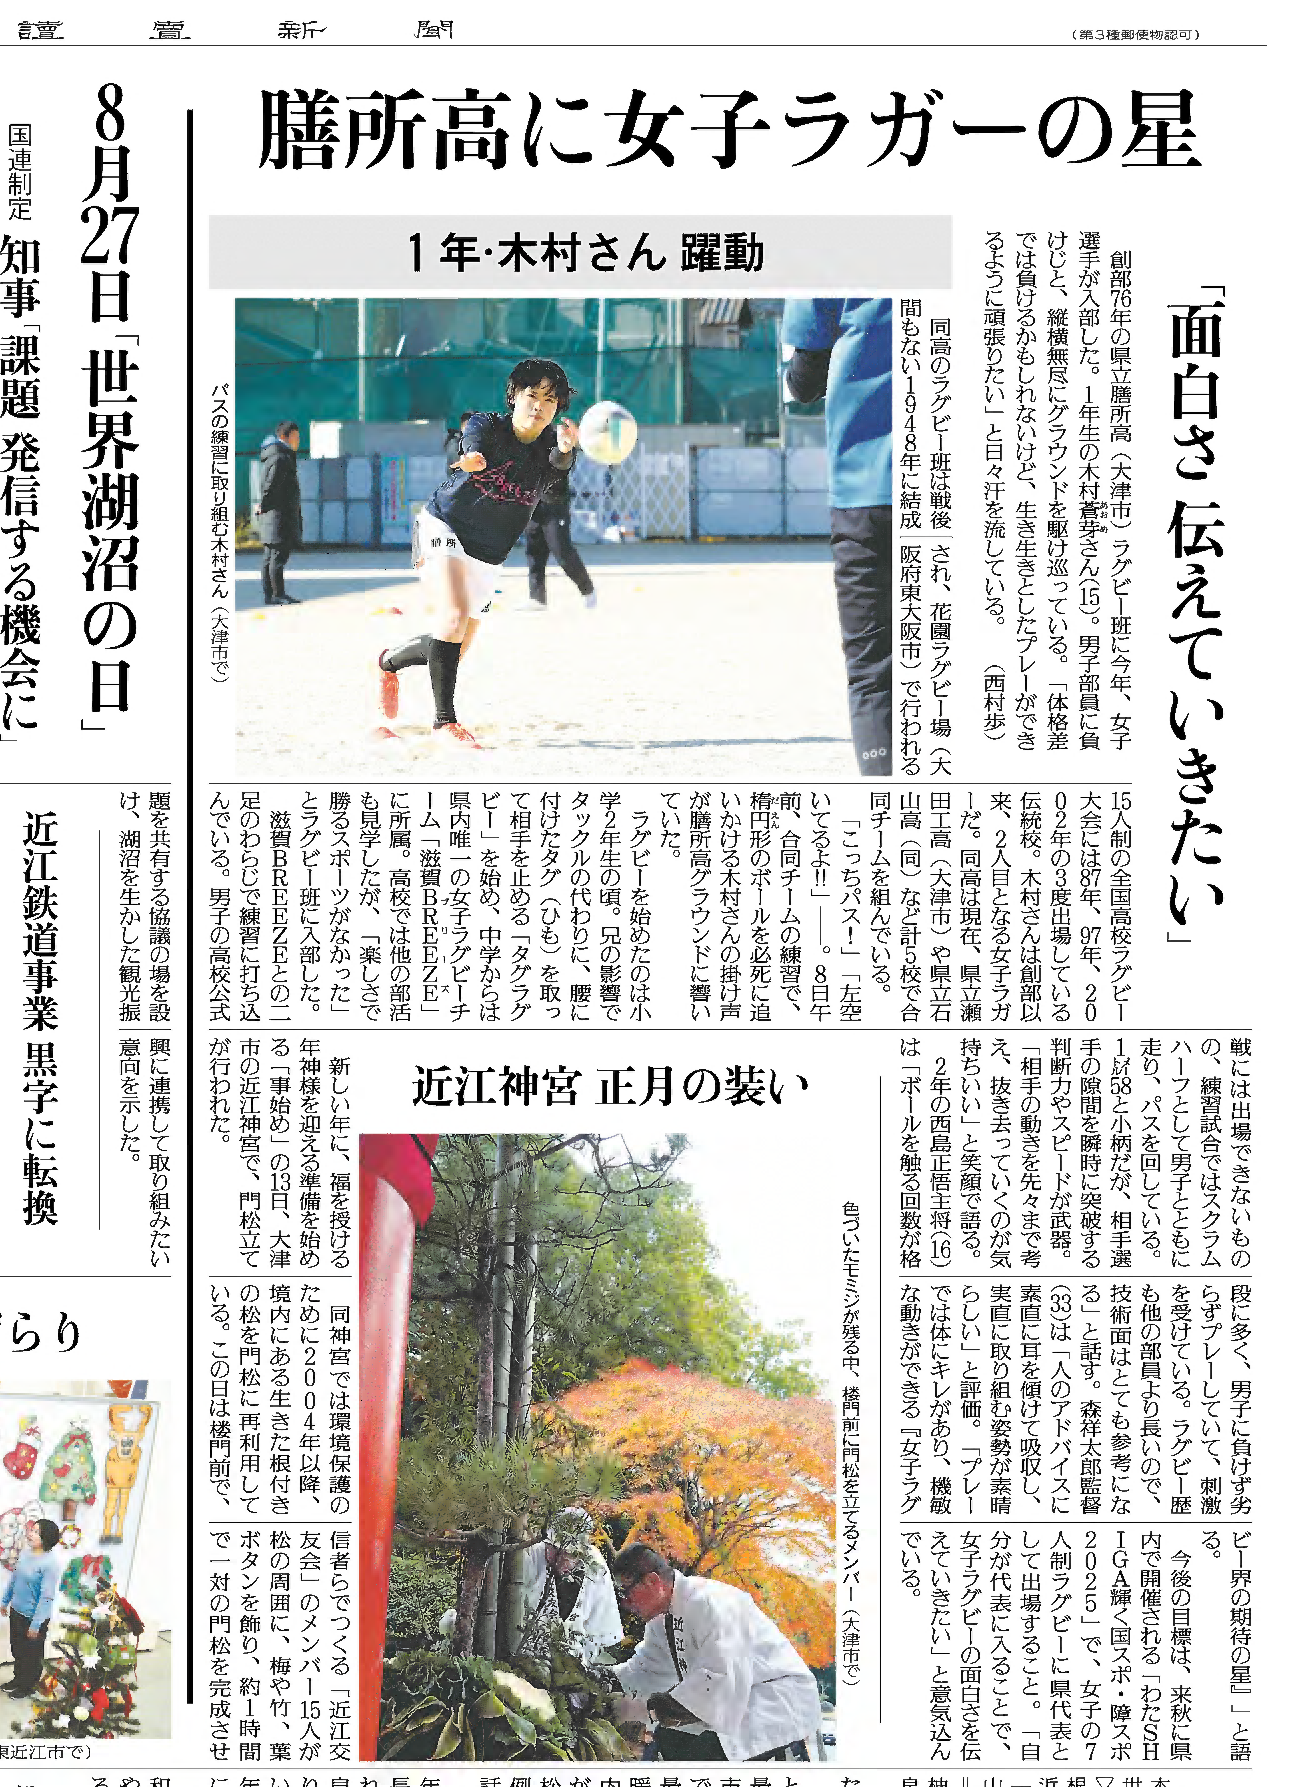 讀賣新聞
(第3種郵便物認可)
膳所高に女子ラガーの星
1年・木村さん 躍動
「面白さ 伝えていきたい」
創部76年の県立膳所高(大津市)ラグビー班に今年、女子
選手が入部した。1年生の木村蒼芽さん(15)。男子部員に負
けじと、縦横無尽にグラウンドを駆け巡っている。「体格差
では負けるかもしれないけど、生き生きとしたプレーができ
るように頑張りたい」と日々汗を流している。(西村歩)
あおめ
パスの練習に取り組む木村さん(大津市で)
同高のラグビー班は戦後
間もない1948年に結成
され、花園ラグビー場(大
阪府東大阪市)で行われる
15人制の全国高校ラグビー
大会には87年、97年、20
02年の3度出場している
伝統校。木村さんは創部以
来、2人目となる女子ラガ
ーだ。同高は現在、県立瀬
田工高(大津市)や県立石
山高(同)など計5校で合
同チームを組んでいる。
「こっちパス!」「左空
いてるよ!!」――。8日午
前、合同チームの練習で、
楕円形のボールを必死に追
いかける木村さんの掛け声
が膳所高グラウンドに響い
ていた。
だえん
ラグビーを始めたのは小
学2年生の頃。兄の影響で
タックルの代わりに、腰に
付けたタグ(ひも)を取っ
て相手を止める「タグラグ
ビー」を始め、中学からは
県内唯一の女子ラグビーチ
ーム「滋賀BREEZE」
に所属。高校では他の部活
も見学したが、「楽しさで
勝るスポーツがなかった」
とラグビー班に入部した。
ブリーズ
滋賀BREEZEとの二
足のわらじで練習に打ち込
んでいる。男子の高校公式
戦には出場できないもの
の、練習試合ではスクラム
ハーフとして男子とともに
走り、パスを回している。
1㍍58と小柄だが、相手選
手の隙間を瞬時に突破する
判断力やスピードが武器。
「相手の動きを先々まで考
え、抜き去っていくのが気
持ちいい」と笑顔で語る。
2年の西島正悟主将(16)
は「ボールを触る回数が格
段に多く、男子に負けず劣
らずプレーしていて、刺激
を受けている。ラグビー歴
も他の部員より長いので、
技術面はとても参考にな
る」と話す。森祥太郎監督
(33)は「人のアドバイスに
素直に耳を傾けて吸収し、
実直に取り組む姿勢が素晴
らしい」と評価。「プレー
では体にキレがあり、機敏
な動きができる『女子ラグ
ビー界の期待の星』」と語
る。
今後の目標は、来秋に県
内で開催される「わたSH
IGA輝く国スポ・障スポ
2025」で、女子の7
人制ラグビーに県代表と
して出場すること。「自
分が代表に入ることで、
女子ラグビーの面白さを伝
えていきたい」と意気込ん
でいる。
近江神宮 正月の装い
色づいたモミジが残る中、楼門前に門松を立てるメンバー(大津市で)
新しい年に、福を授ける
年神様を迎える準備を始め
る「事始め」の13日、大津
市の近江神宮で、門松立て
が行われた。
同神宮では環境保護の
ために2004年以降、
境内にある生きた根付き
の松を門松に再利用して
いる。この日は楼門前で、
信者らでつくる「近江交
友会」のメンバー15人が
松の周囲に、梅や竹、葉
ボタンを飾り、約1時間
で一対の門松を完成させ
8月27日「世界湖沼の日」
国連制定 知事「課題 発信する機会に」
題を共有する協議の場を設
け、湖沼を生かした観光振
興に連携して取り組みたい
意向を示した。
近江鉄道事業 黒字に転換
らり
東近江市で)